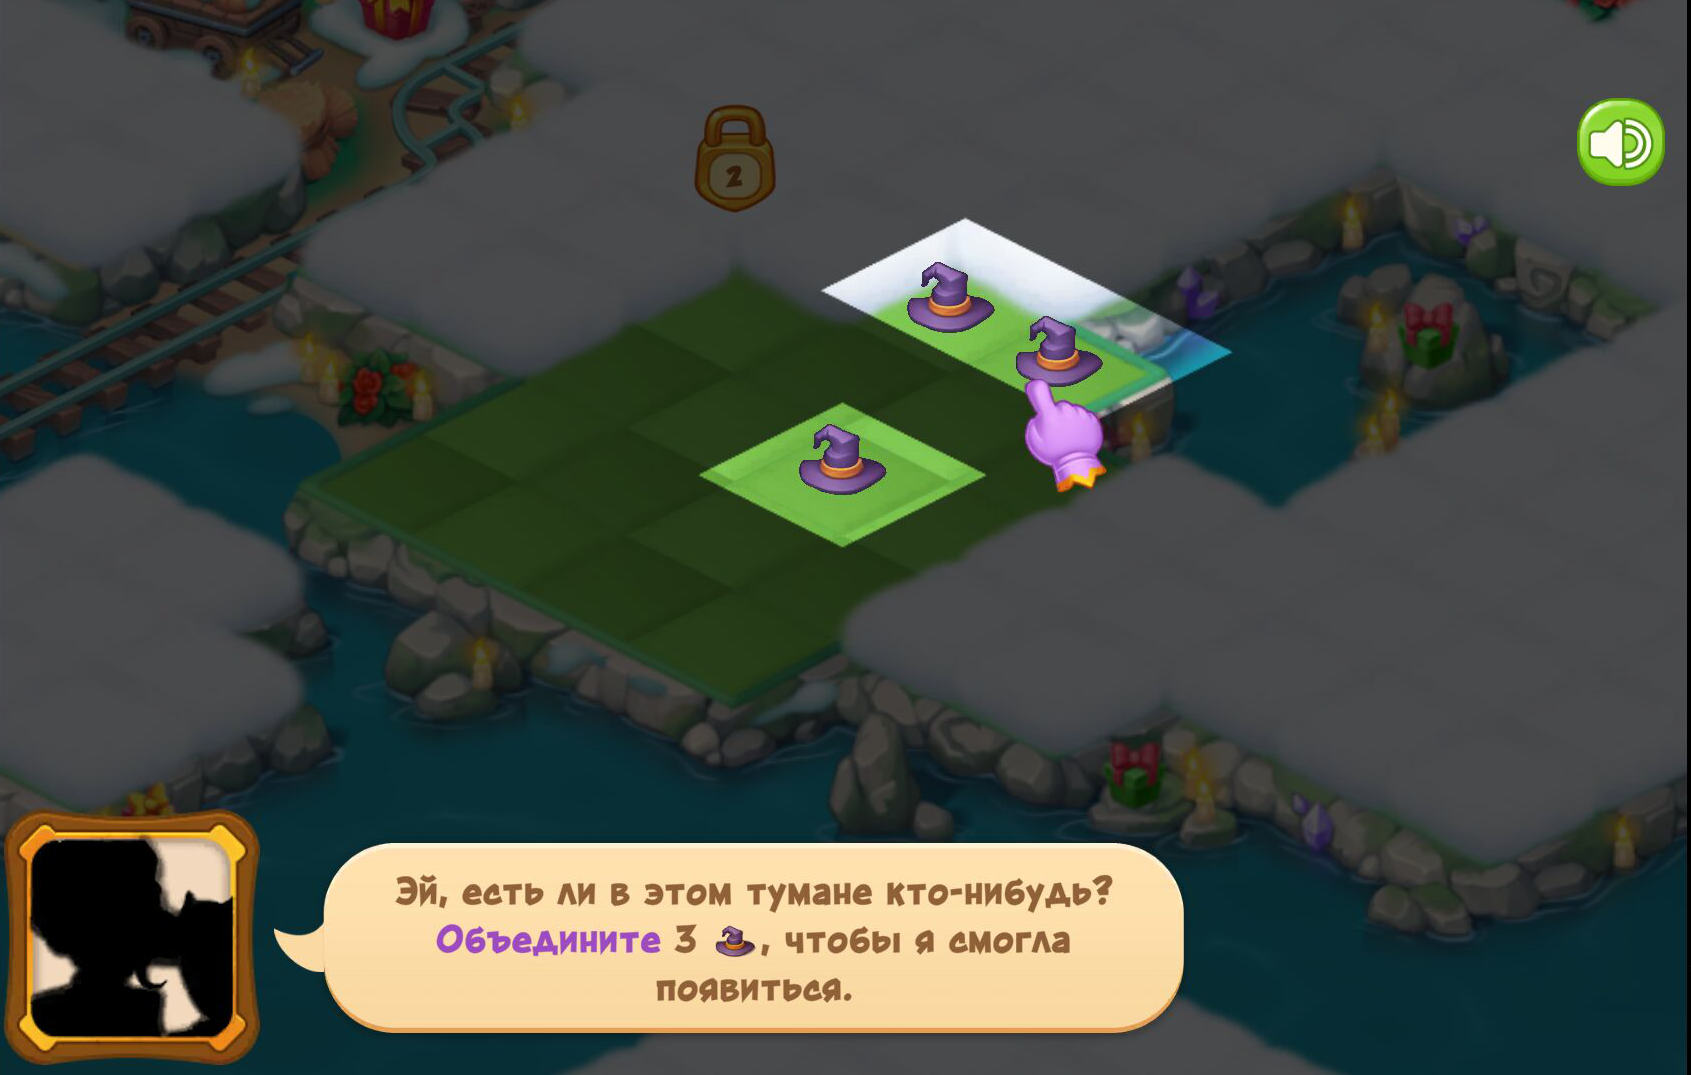 2
Эй, есть ли в этом тумане кто-нибудь?
Объедините 3 , чтобы я смогла
появиться.